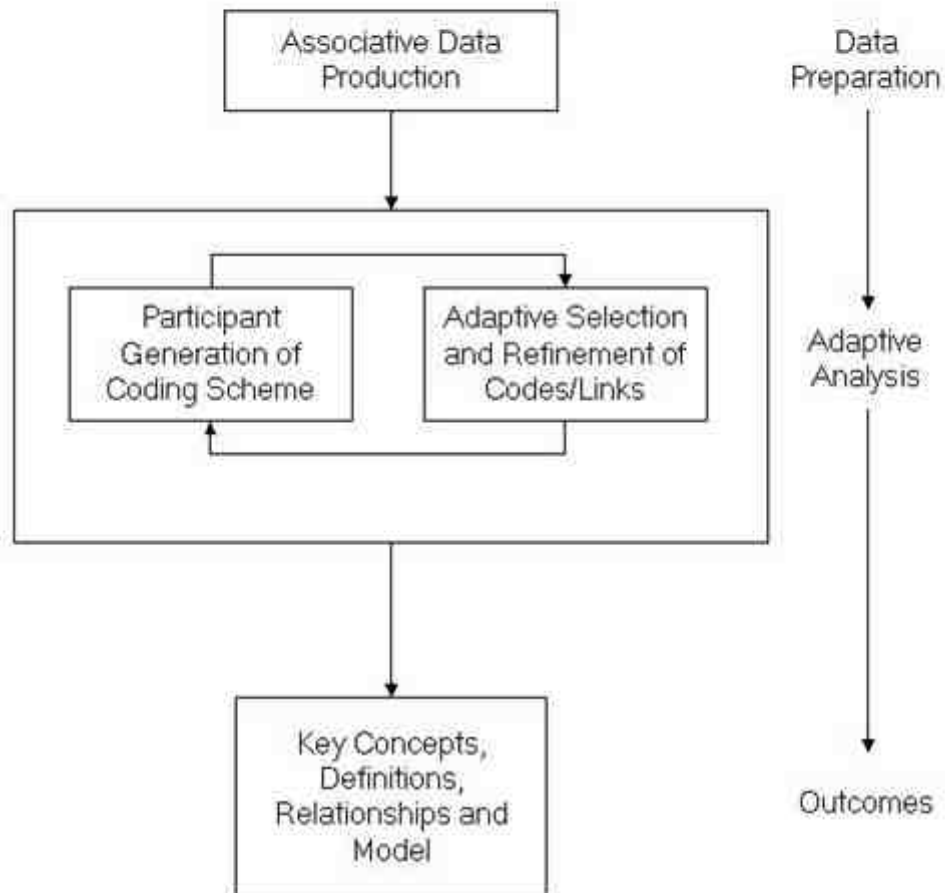 Associative Data
Production
Data
Preparation
Participant
Generation of
Coding Scheme
Adaptive Selection
and Refinement of
Codes/Links
Adaptive
Analysis
Key Concepts,
Definitions,
Relationships and
Model
Outcomes